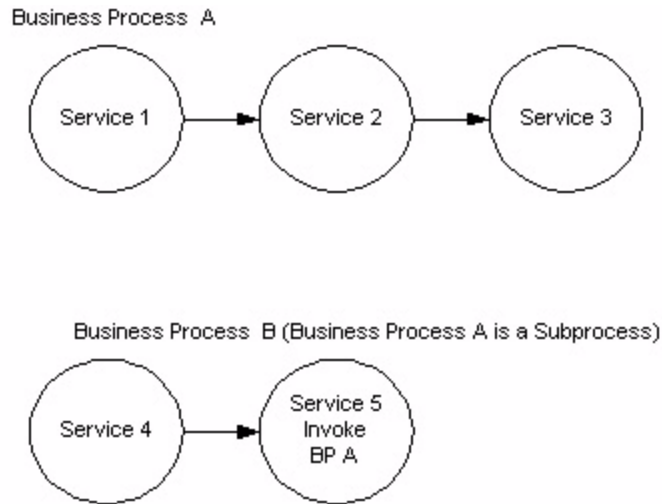 Business Process A
Service 1
Service 2
Service 3
Business Process B (Business Process A is a Subprocess)
Service 4
Service 5
Invoke
BP A